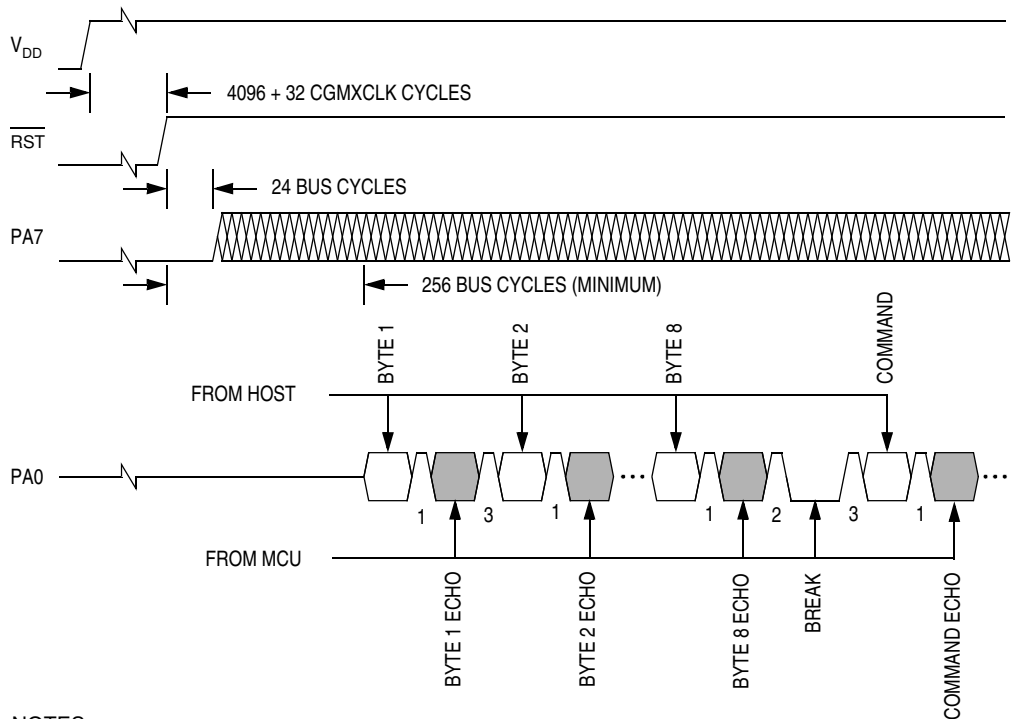 VDD
4096 + 32 CGMXCLK CYCLES
RST
24 BUS CYCLES
PA7
256 BUS CYCLES (MINIMUM)
BYTE 1
BYTE 2
BYTE 8
COMMAND
FROM HOST
PA0
1 3 1 1 2 3 1
FROM MCU
BYTE 1 ECHO
BYTE 2 ECHO
BYTE 8 ECHO
BREAK
COMMAND ECHO